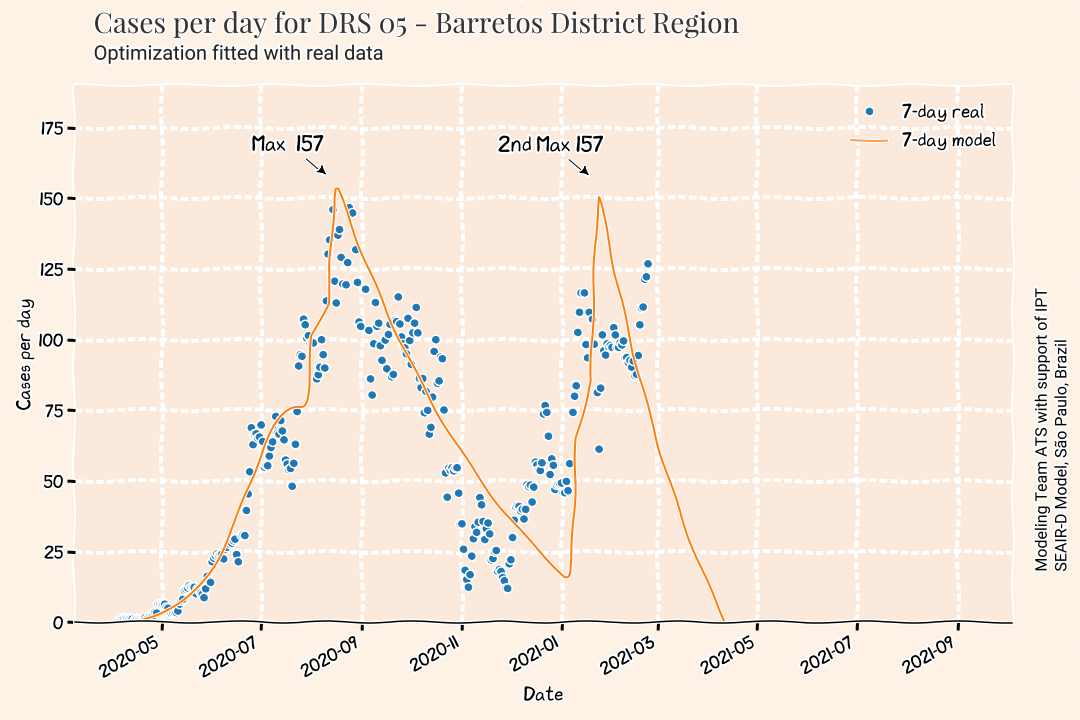 Cases per day for DRS 05 - Barretos District Region
Optimization fitted with real data
7-day real
7-day model
Max 157
2nd Max 157
175
150
125
100
75
50
25
0
Cases per day
2020-05
2020-07
2020-09
2020-11
2021-01
2021-03
2021-05
2021-07
2021-09
Date
Modeling Team ATS with support of IPT
SEAIR-D Model, São Paulo, Brazil